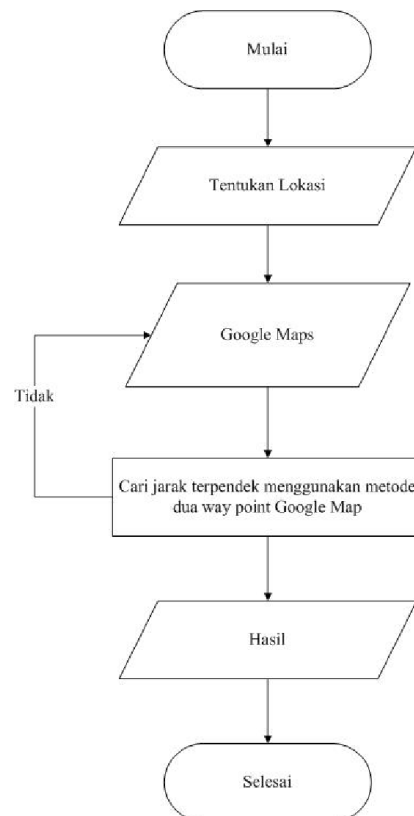 Mulai
Tentukan Lokasi
Google Maps
Tidak
Cari jarak terpendek menggunakan metode
dua way point Google Map
Hasil
Selesai